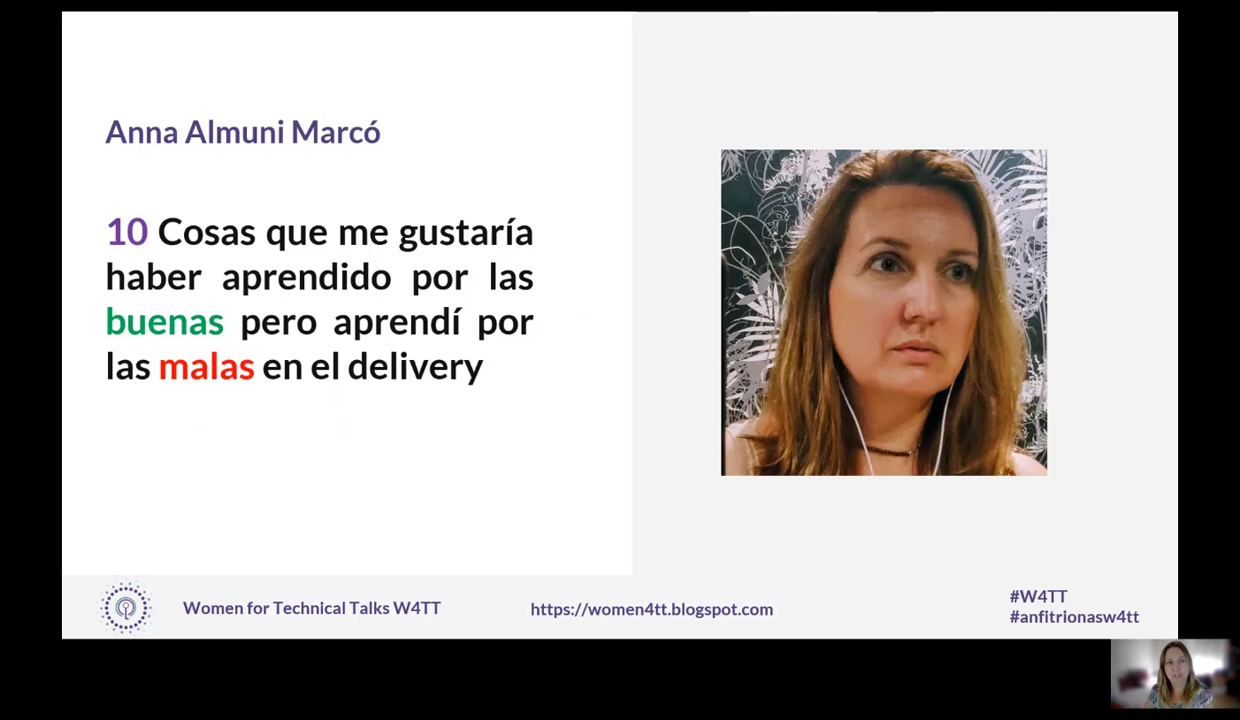 Anna Almuni Marcó
10 Cosas que me gustaría
haber aprendido por las
buenas pero aprendí por
las malas en el delivery
Women for Technical Talks W4TT
https://women4tt.blogspot.com
#W4TT
#anfitrionasw4tt